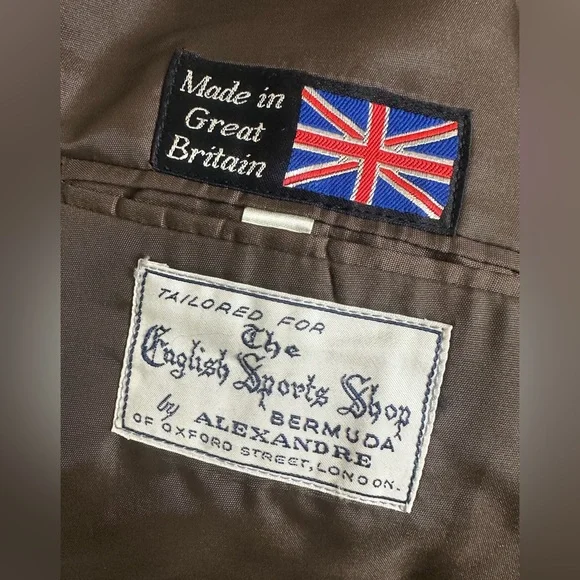 Made in
Great
Britain
TAILORED FOR
The
English Sports Shop
BERMUDA
by ALEXANDRE
OF OXFORD STREET, LONDON.